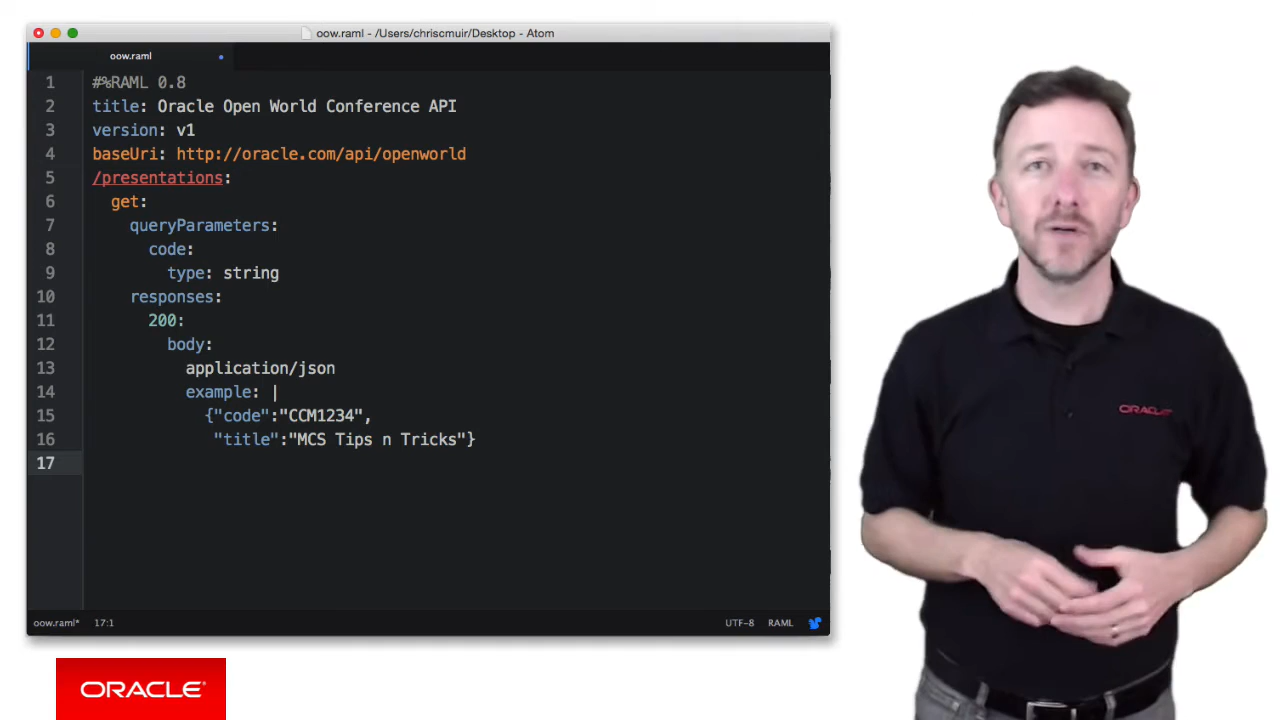 oow.raml - /Users/chriscmuir/Desktop - Atom
oow.raml
1 #%RAML 0.8
2 title: Oracle Open World Conference API
3 version: v1
4 baseUri: http://oracle.com/api/openworld
5 /presentations:
6 get:
7 queryParameters:
8 code:
9 type: string
10 responses:
11 200:
12 body:
13 application/json
14 example: |
15 {"code":"CCM1234",
16 "title":"MCS Tips n Tricks"}
17
oow.raml* 17:1 UTF-8 RAML
ORACLE
ORACLE®